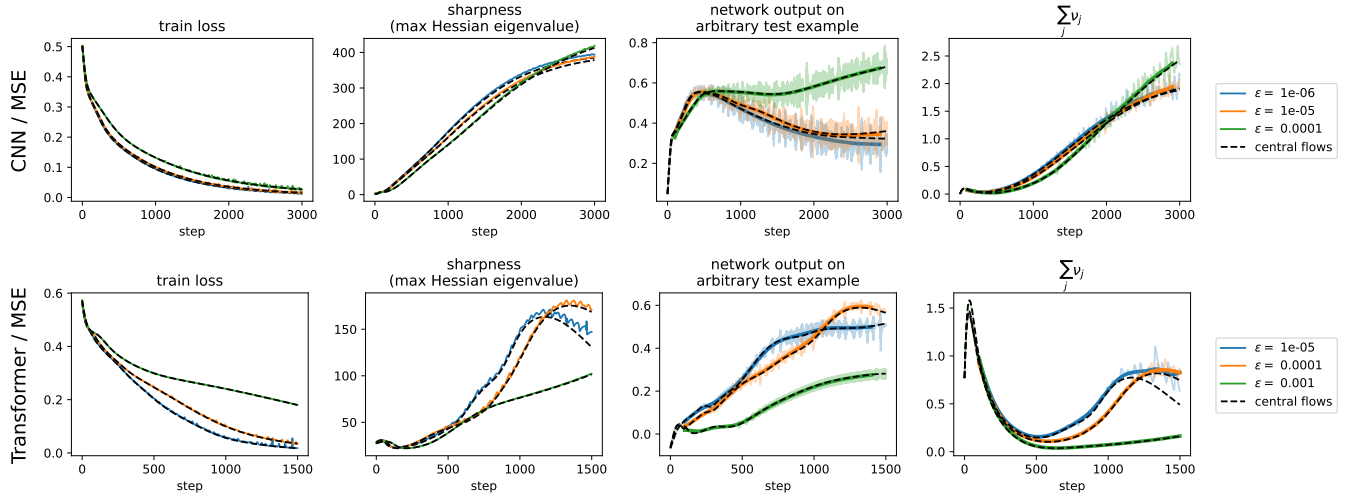 train loss
sharpness
(max Hessian eigenvalue)
network output on
arbitrary test example
∑νj
j
CNN / MSE
0.5
0.4
0.3
0.2
0.1
0.0
0 1000 2000 3000
step
400
300
200
100
0
0 1000 2000 3000
step
0.8
0.6
0.4
0.2
0 1000 2000 3000
step
2.5
2.0
1.5
1.0
0.5
0.0
0 1000 2000 3000
step
ε = 1e-06
ε = 1e-05
ε = 0.0001
central flows
train loss
sharpness
(max Hessian eigenvalue)
network output on
arbitrary test example
∑νj
j
Transformer / MSE
0.6
0.4
0.2
0.0
0 500 1000 1500
step
150
100
50
0 500 1000 1500
step
0.6
0.4
0.2
0.0
0 500 1000 1500
step
1.5
1.0
0.5
0.0
0 500 1000 1500
step
ε = 1e-05
ε = 0.0001
ε = 0.001
central flows